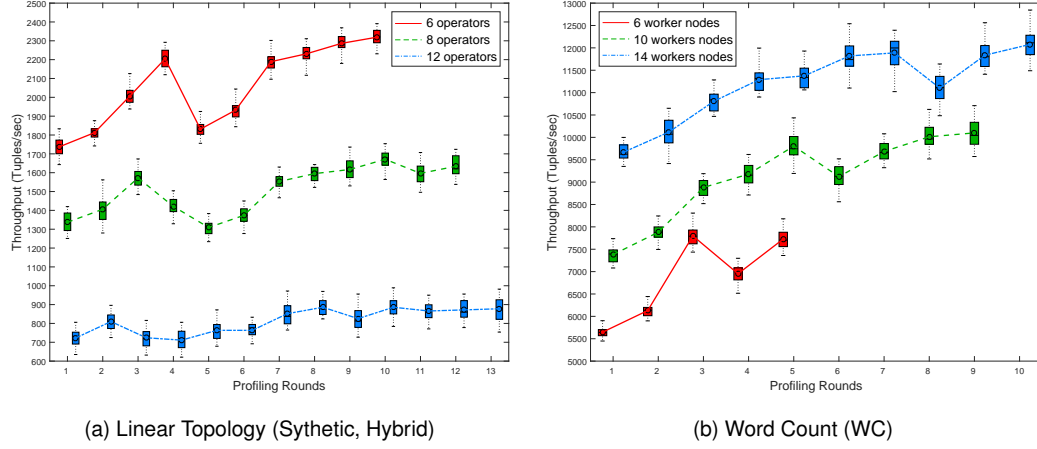 2500
2400
2300
2200
2100
2000
1900
1800
1700
1600
1500
1400
1300
1200
1100
1000
900
800
700
600
Throughput (Tuples/sec)
6 operators
8 operators
12 operators
1 2 3 4 5 6 7 8 9 10 11 12 13
Profiling Rounds
(a) Linear Topology (Sythetic, Hybrid)
13000
12500
12000
11500
11000
10500
10000
9500
9000
8500
8000
7500
7000
6500
6000
5500
5000
Throughput (Tuples/sec)
6 worker nodes
10 workers nodes
14 workers nodes
1 2 3 4 5 6 7 8 9 10
Profiling Rounds
(b) Word Count (WC)